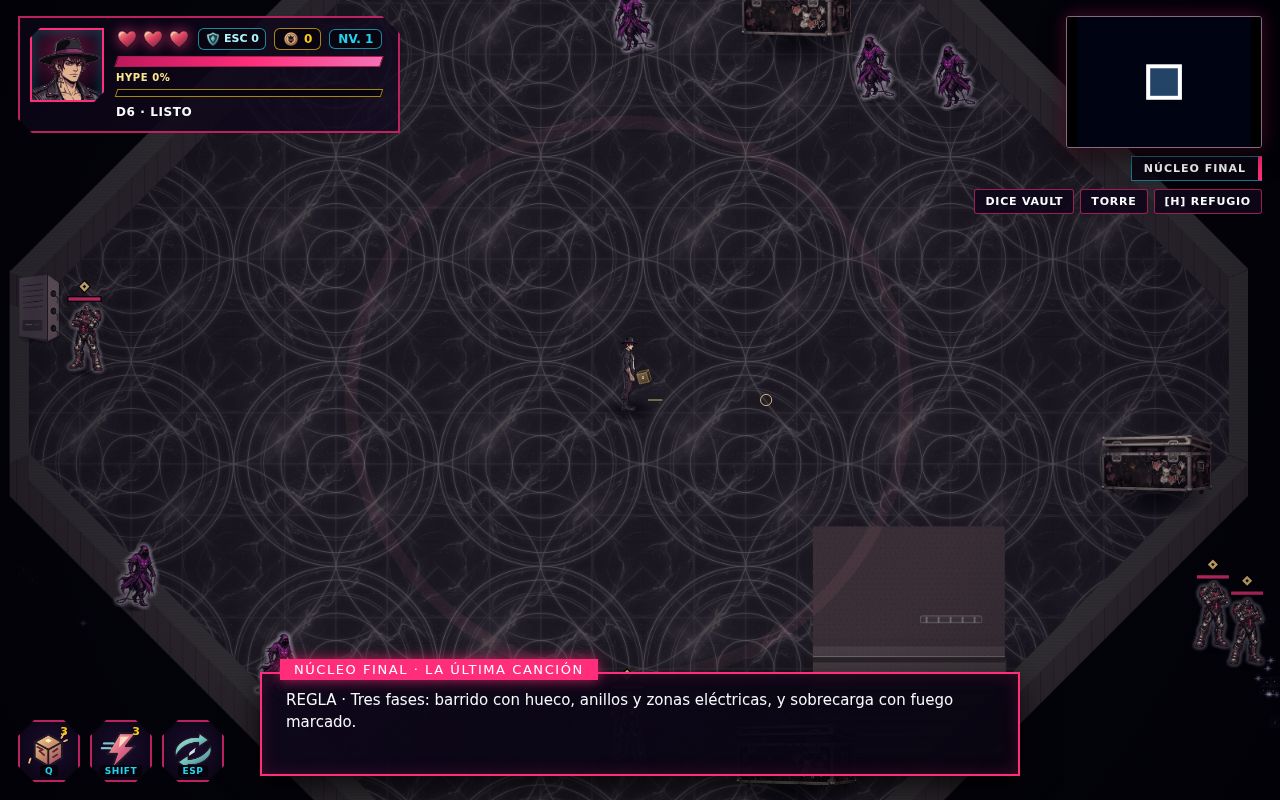 ESC 0
0
NV. 1
HYPE 0%
D6 · LISTO
NÚCLEO FINAL
DICE VAULT
TORRE
[H] REFUGIO
NÚCLEO FINAL · LA ÚLTIMA CANCIÓN
REGLA · Tres fases: barrido con hueco, anillos y zonas eléctricas, y sobrecarga con fuego
marcado.
3
Q
3
SHIFT
ESP